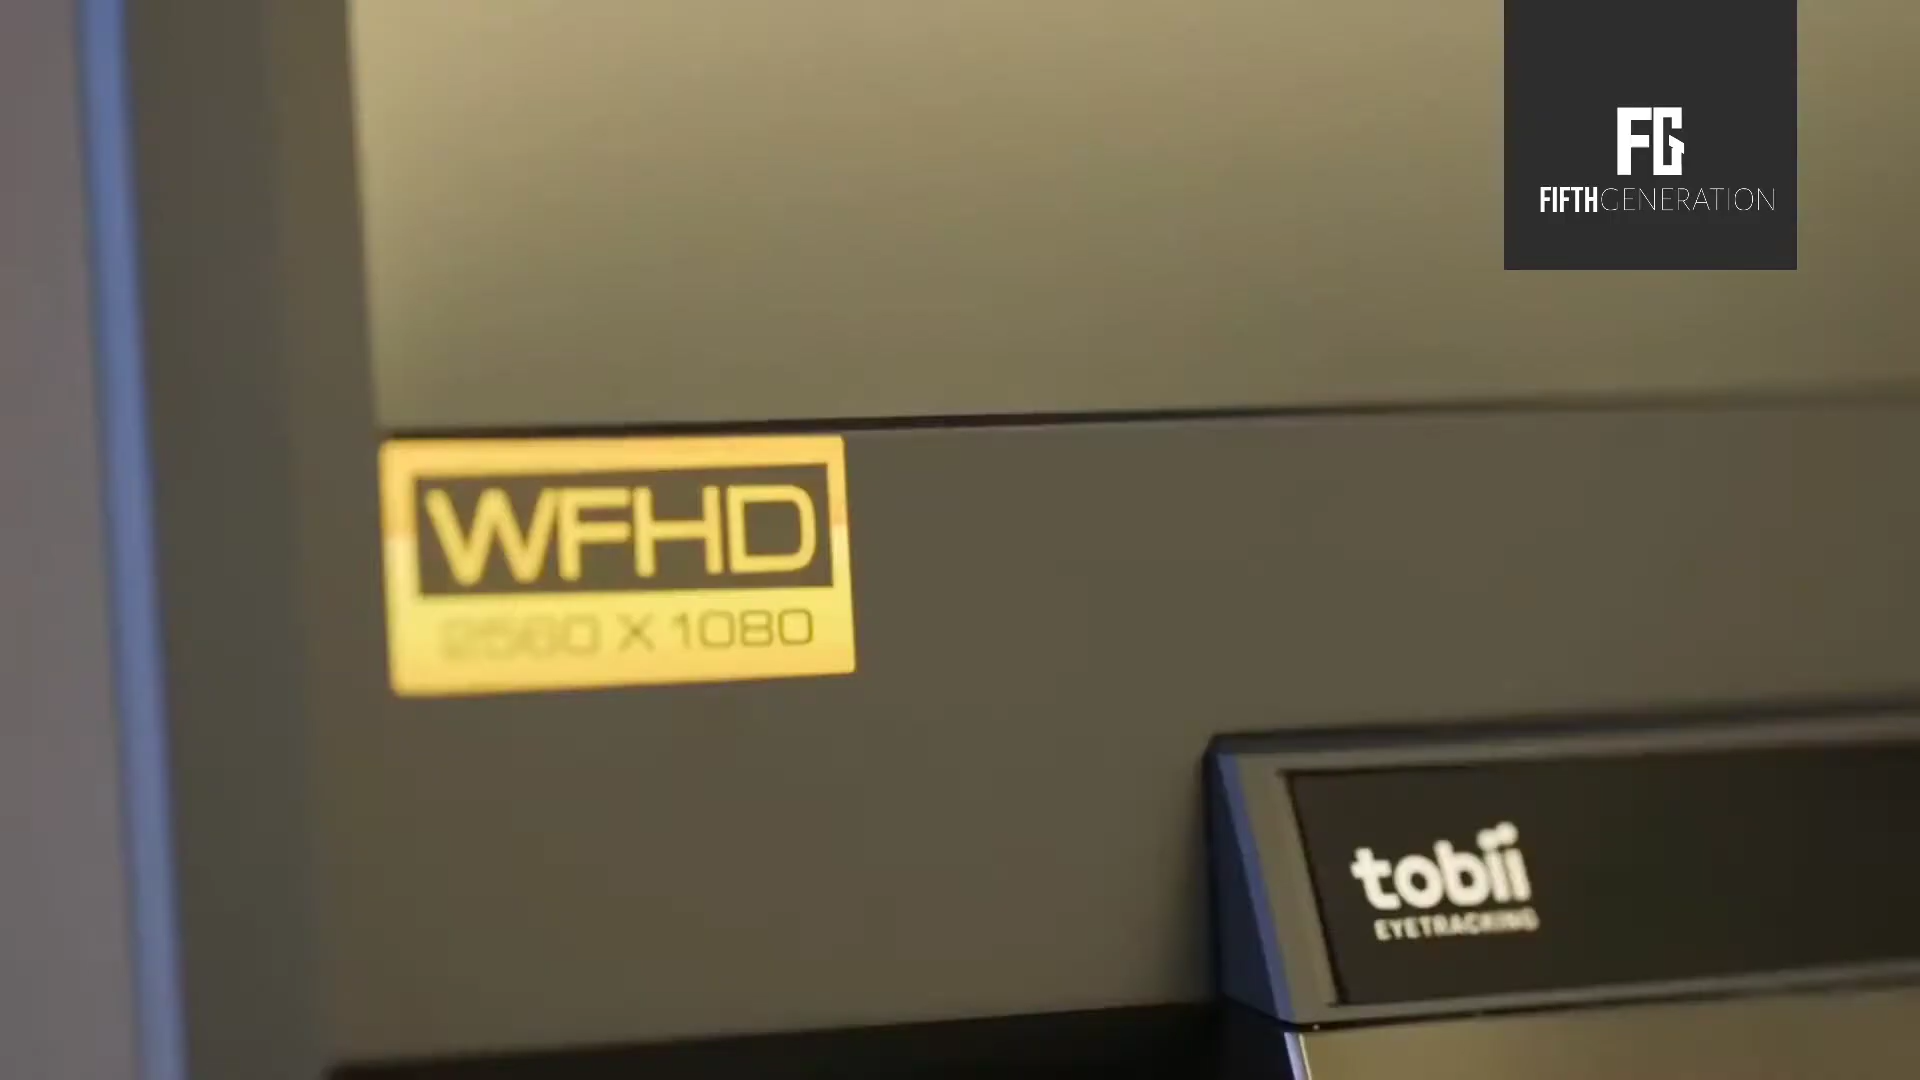 FG
FIFTHGENERATION
WFHD
2560 X 1080
tobii
EYETRACKING